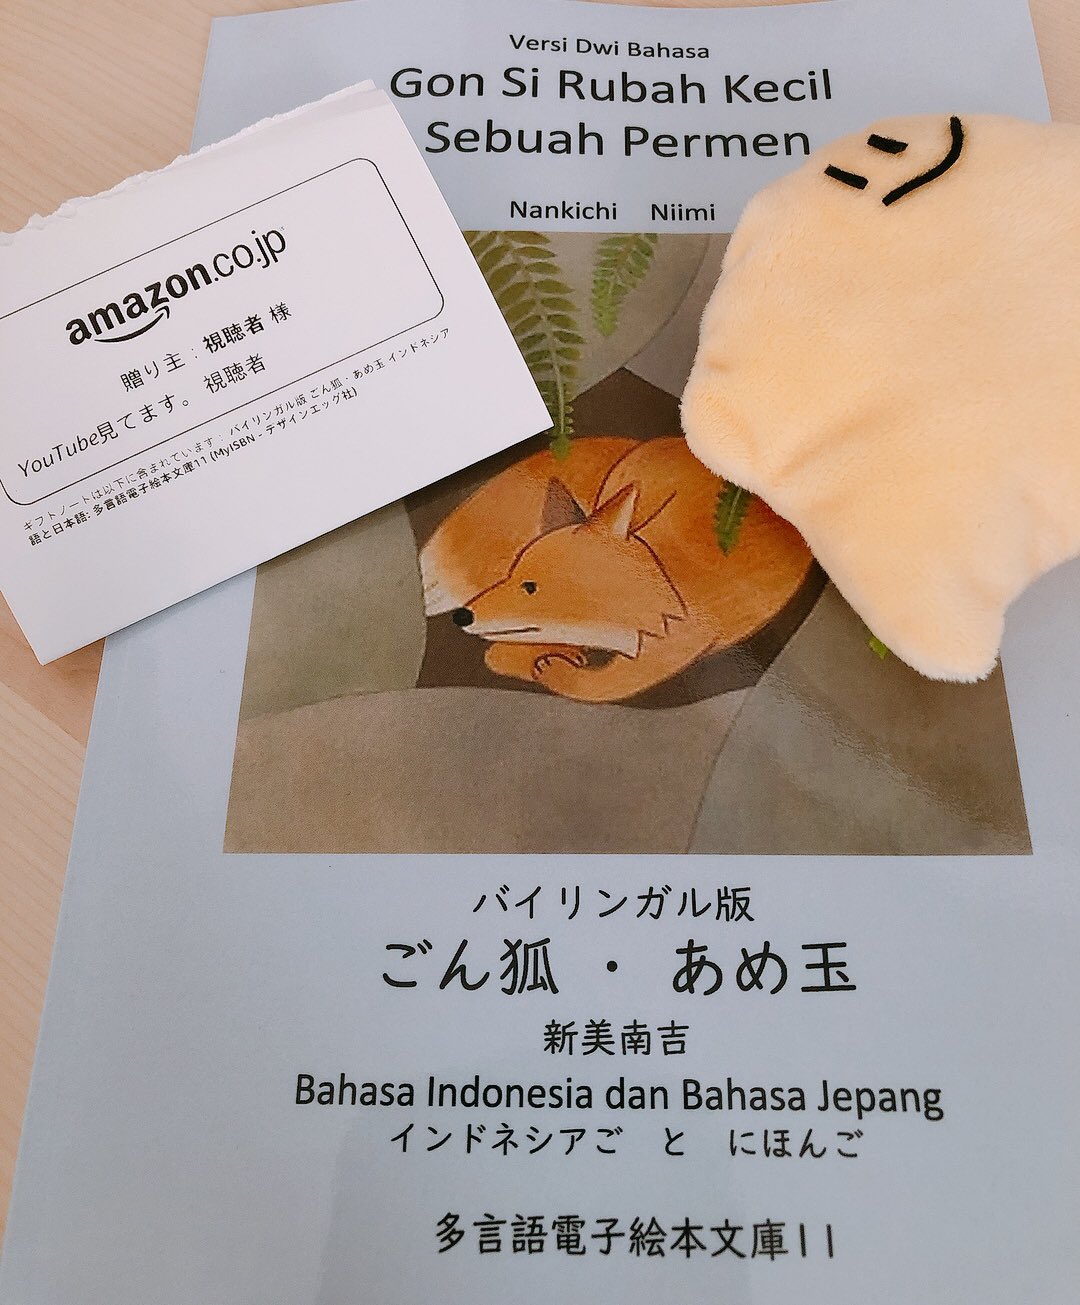 Versi Dwi Bahasa
Gon Si Rubah Kecil
Sebuah Permen
Nankichi Niimi
amazon.co.jp
贈り主：視聴者 様
YouTube見てます。 視聴者
ギフトノートは以下に含まれています： バイリンガル版 ごん狐・あめ玉 インドネシア
語と日本語: 多言語電子絵本文庫11 (MyISBN - デザインエッグ社)
バイリンガル版
ごん狐 ・ あめ玉
新美南吉
Bahasa Indonesia dan Bahasa Jepang
インドネシアご と にほんご
多言語電子絵本文庫11